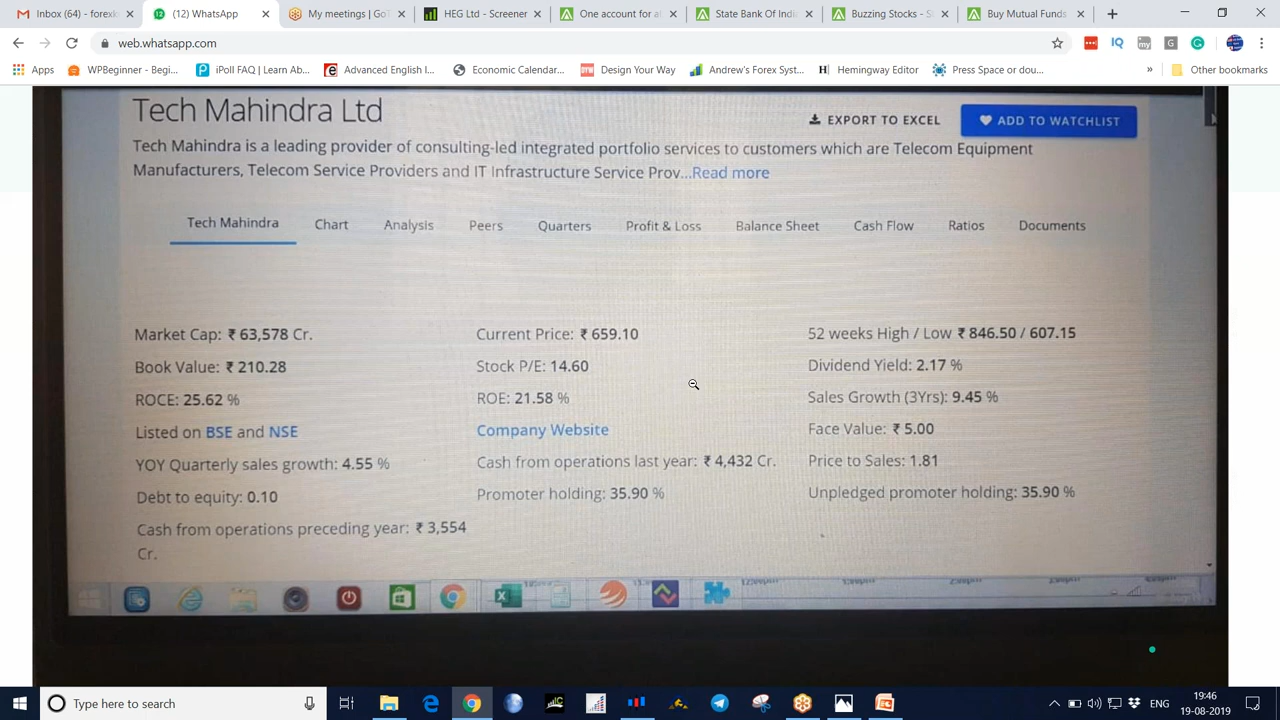 Inbox (64) - forexk
(12) WhatsApp
My meetings | GoT
HEG Ltd - Screener
One account for al
State Bank Of Indi
Buzzing Stocks - S
Buy Mutual Funds
web.whatsapp.com
Apps
WPBeginner - Begi...
iPoll FAQ | Learn Ab...
Advanced English I...
Economic Calendar...
Design Your Way
Andrew's Forex Syst...
Hemingway Editor
Press Space or dou...
»
Other bookmarks
Tech Mahindra Ltd
EXPORT TO EXCEL
ADD TO WATCHLIST
Tech Mahindra is a leading provider of consulting-led integrated portfolio services to customers which are Telecom Equipment
Manufacturers, Telecom Service Providers and IT Infrastructure Service Prov...Read more
Tech Mahindra Chart Analysis Peers Quarters Profit & Loss Balance Sheet Cash Flow Ratios Documents
Market Cap: ₹ 63,578 Cr. Current Price: ₹ 659.10 52 weeks High / Low ₹ 846.50 / 607.15
Book Value: ₹ 210.28 Stock P/E: 14.60 Dividend Yield: 2.17 %
ROCE: 25.62 % ROE: 21.58 % Sales Growth (3Yrs): 9.45 %
Listed on BSE and NSE Company Website Face Value: ₹ 5.00
YOY Quarterly sales growth: 4.55 % Cash from operations last year: ₹ 4,432 Cr. Price to Sales: 1.81
Debt to equity: 0.10 Promoter holding: 35.90 % Unpledged promoter holding: 35.90 %
Cash from operations preceding year: ₹ 3,554
Cr.
Type here to search
ENG
19:46
19-08-2019